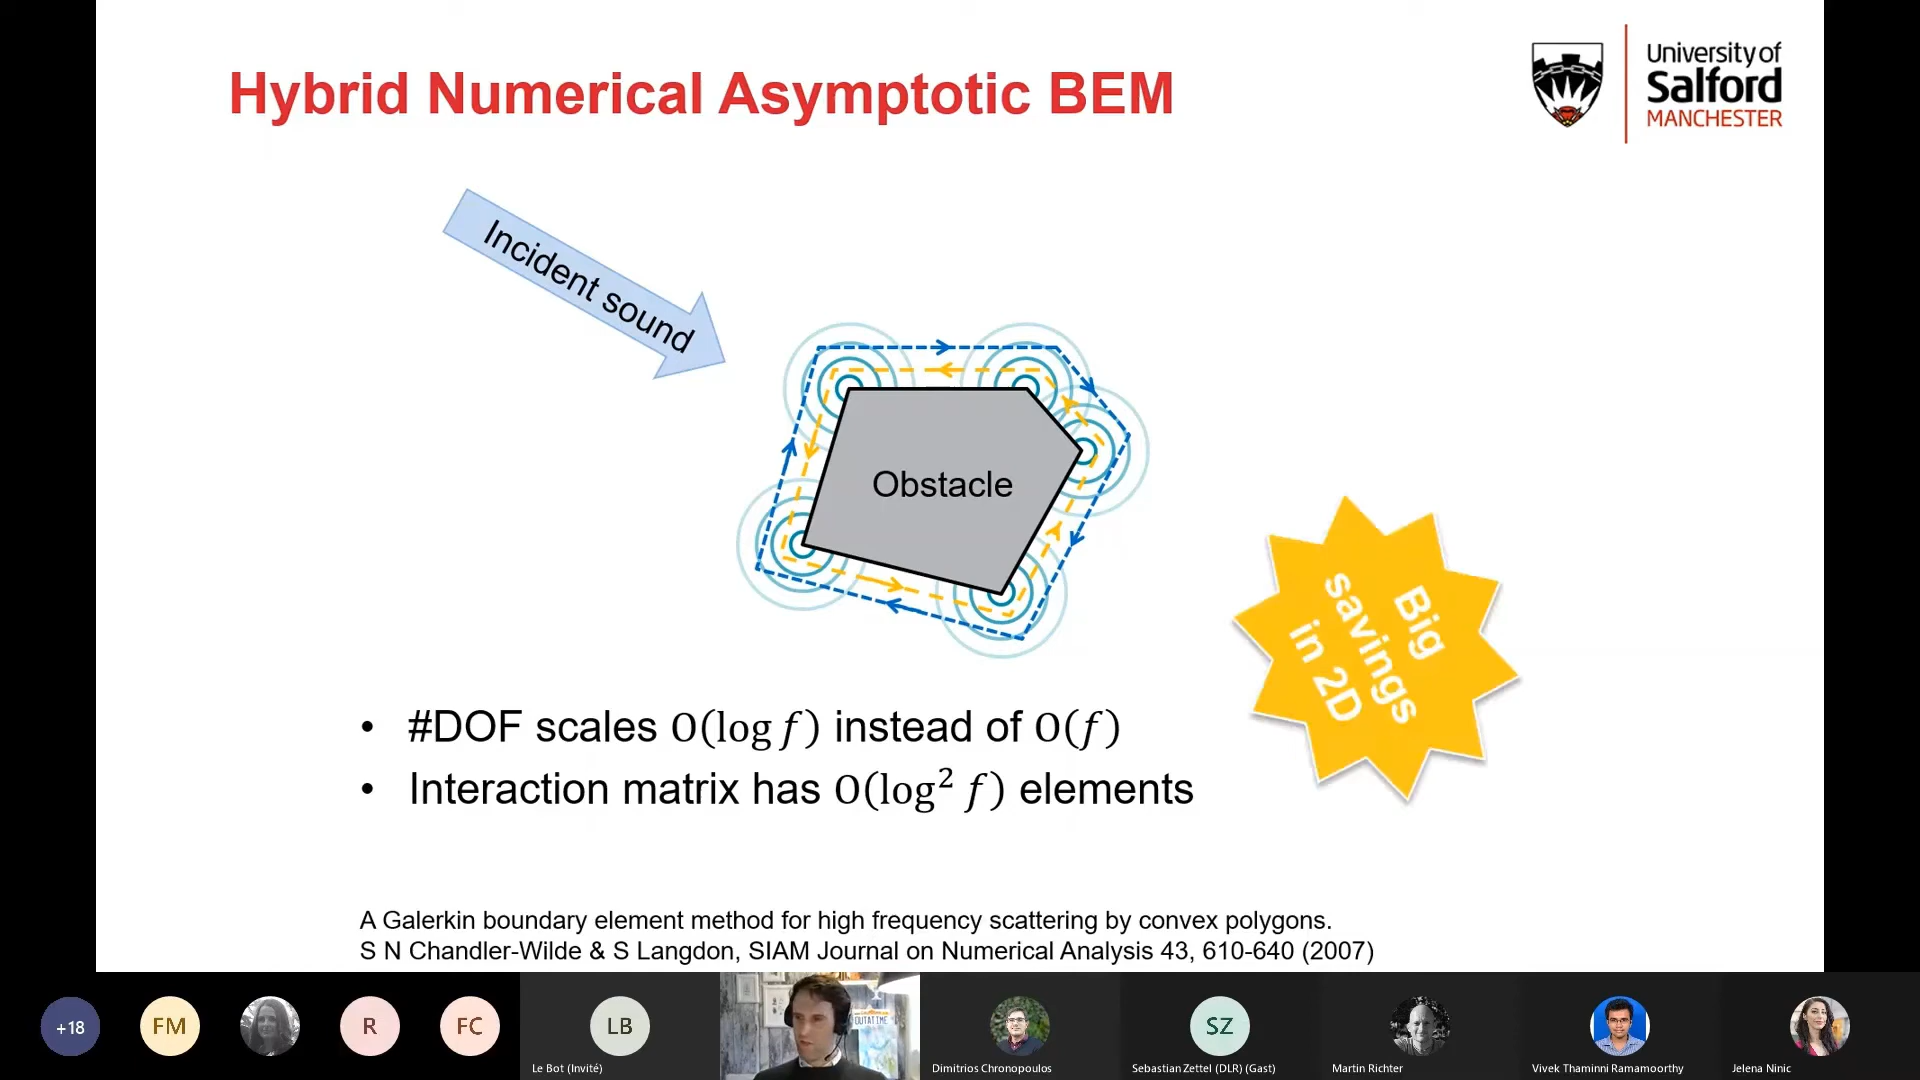 Hybrid Numerical Asymptotic BEM
University of
Salford
MANCHESTER
Incident sound
Obstacle
Big
savings
in 2D
• #DOF scales O(log f) instead of O(f)
• Interaction matrix has O(log² f) elements
A Galerkin boundary element method for high frequency scattering by convex polygons.
S N Chandler-Wilde & S Langdon, SIAM Journal on Numerical Analysis 43, 610-640 (2007)
+18
FM
R
FC
LB
Le Bot (Invité)
OUTATIME
Dimitrios Chronopoulos
SZ
Sebastian Zettel (DLR) (Gast)
Martin Richter
Vivek Thaminni Ramamoorthy
Jelena Ninic